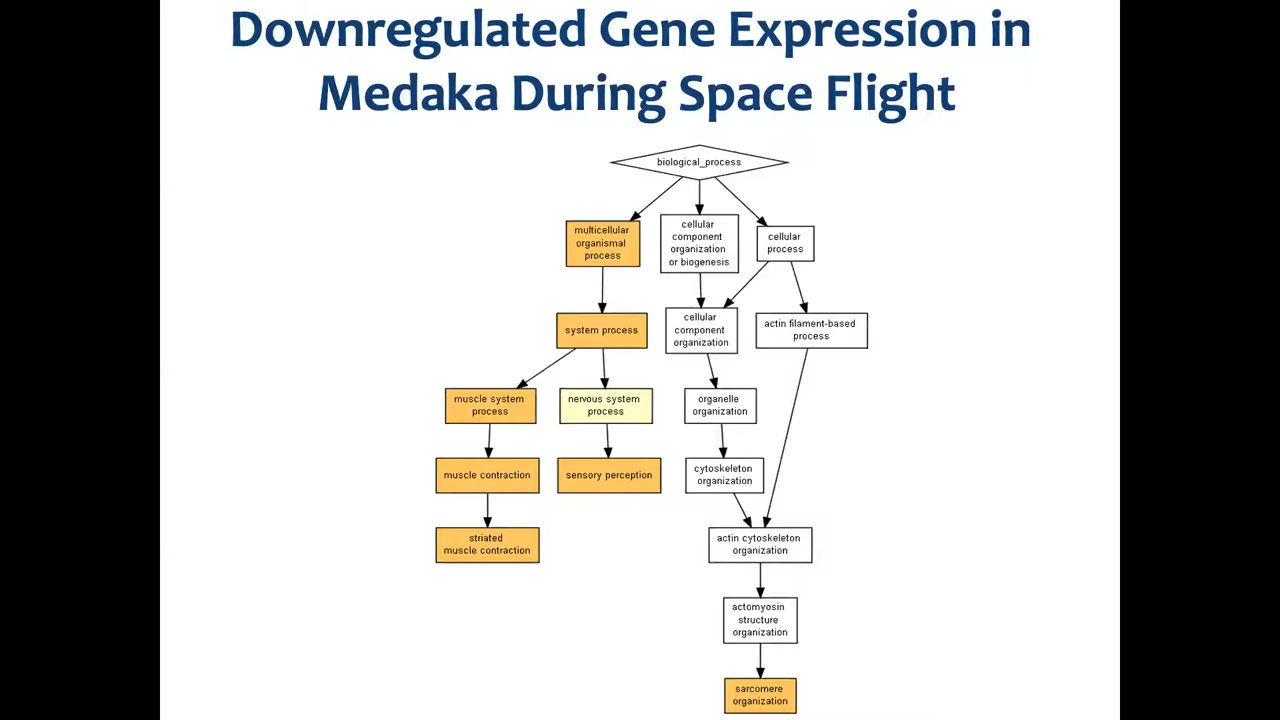 Downregulated Gene Expression in
Medaka During Space Flight
biological_process
multicellular
organismal
process
cellular
component
organization
or biogenesis
cellular
process
system process
cellular
component
organization
actin filament-based
process
muscle system
process
nervous system
process
organelle
organization
muscle contraction
sensory perception
cytoskeleton
organization
striated
muscle contraction
actin cytoskeleton
organization
actomyosin
structure
organization
sarcomere
organization